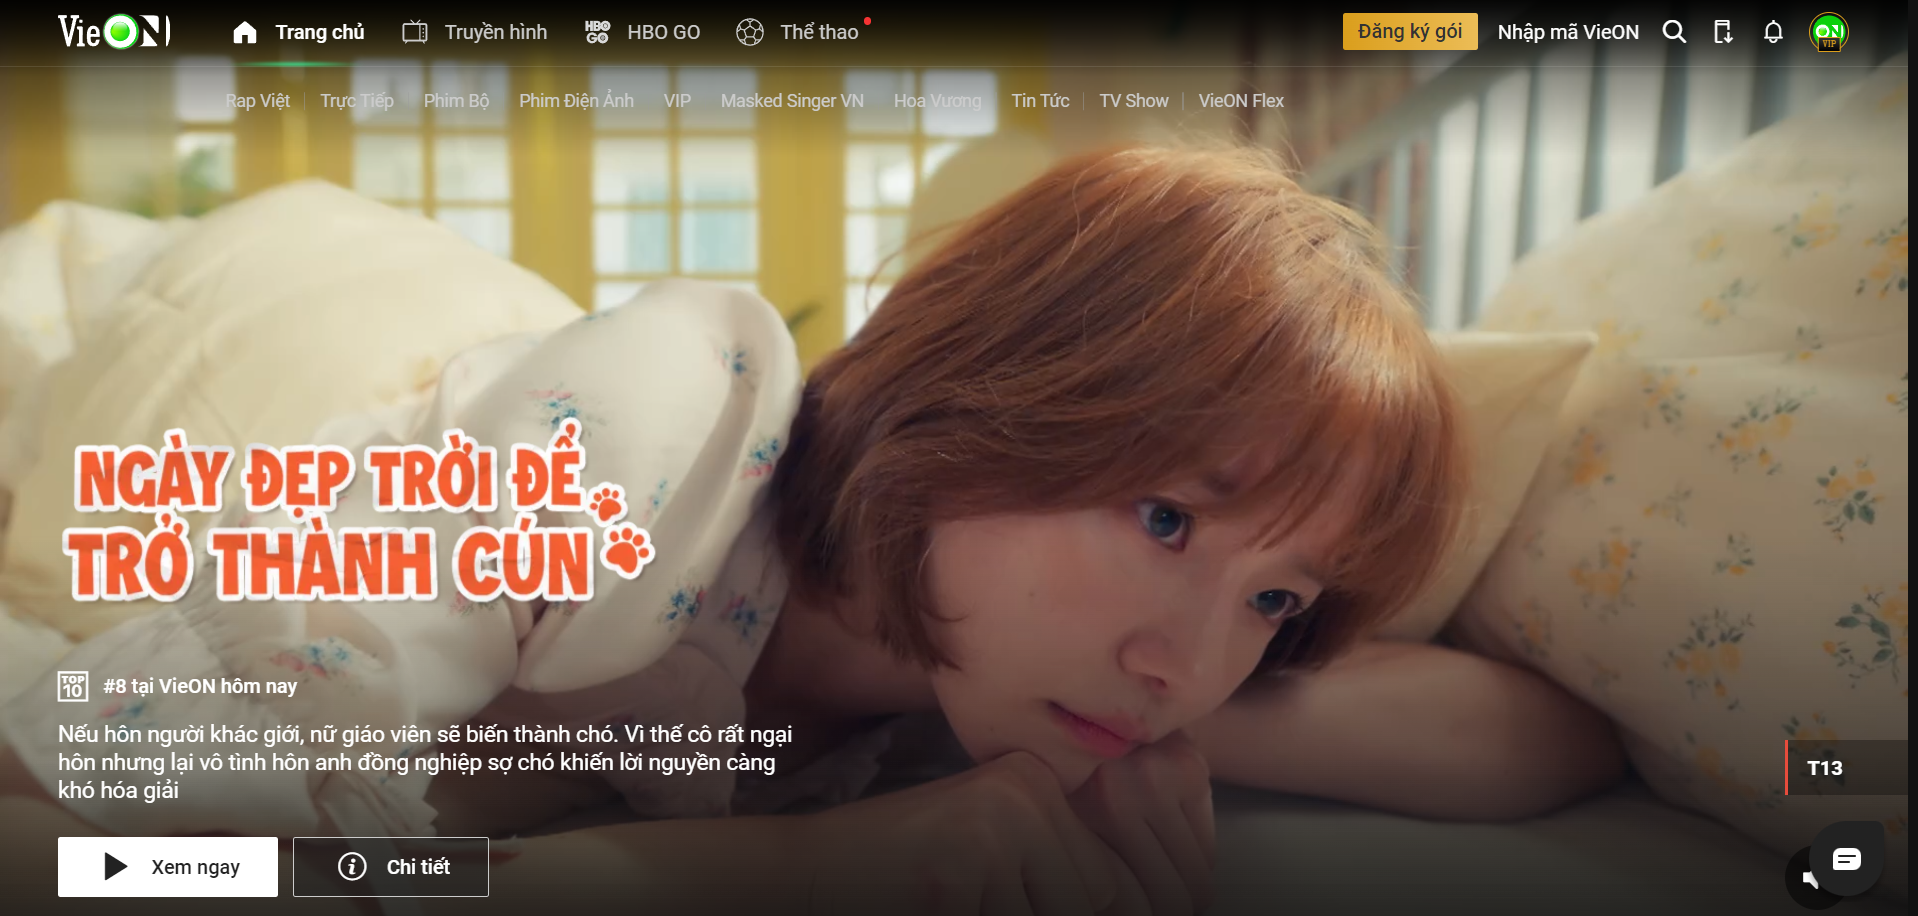 VieON
Trang chủ
Truyền hình
HBO GO
HBO GO
Thể thao
Đăng ký gói
Nhập mã VieON
ON VIP
Rap Việt
Trực Tiếp
Phim Bộ
Phim Điện Ảnh
VIP
Masked Singer VN
Hoa Vương
Tin Tức
TV Show
VieON Flex
NGÀY ĐẸP TRỜI ĐỂ
TRỞ THÀNH CÚN
TOP 10
#8 tại VieON hôm nay
Nếu hôn người khác giới, nữ giáo viên sẽ biến thành chó. Vì thế cô rất ngại
hôn nhưng lại vô tình hôn anh đồng nghiệp sợ chó khiến lời nguyền càng
khó hóa giải
T13
Xem ngay
Chi tiết